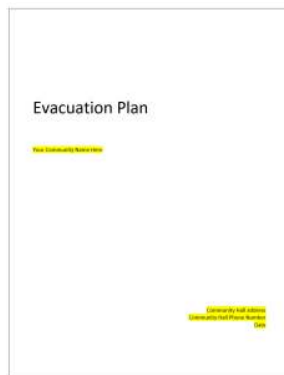 Evacuation Plan
Your Community Name Here
Community Hall Address
Community Hall Phone Number
Date